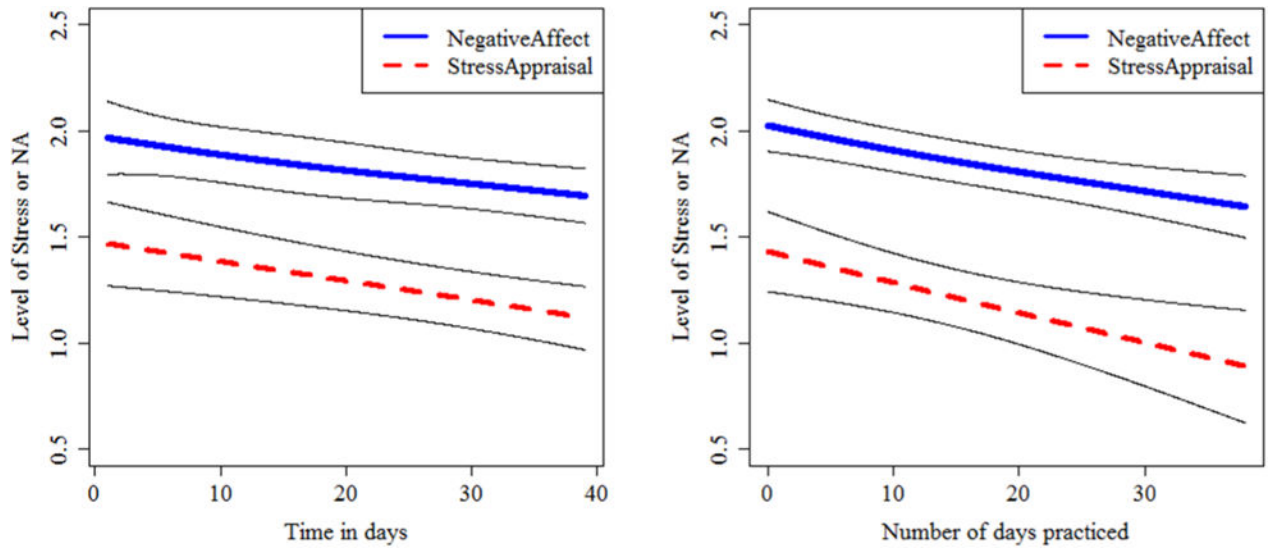 NegativeAffect
StressAppraisal
Level of Stress or NA
2.5
2.0
1.5
1.0
0.5
0 10 20 30 40
Time in days
NegativeAffect
StressAppraisal
Level of Stress or NA
2.5
2.0
1.5
1.0
0.5
0 10 20 30
Number of days practiced